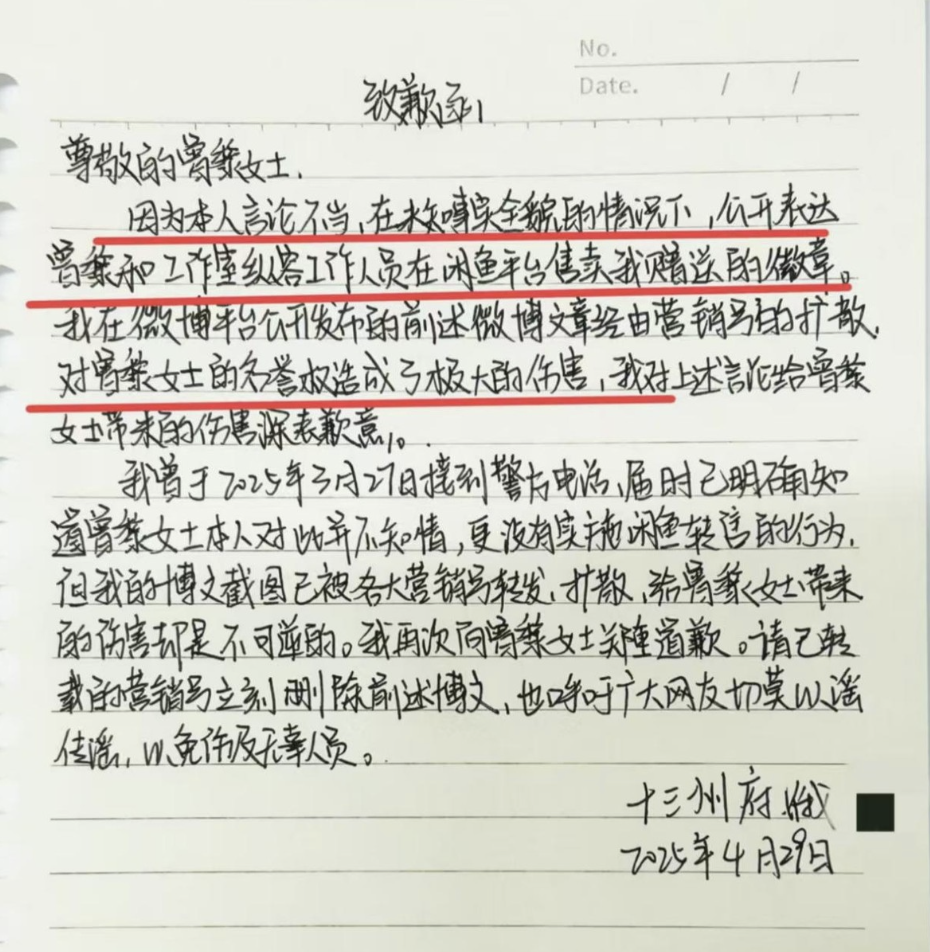 No.
Date. / /
致歉函
尊敬的曾黎女士.
因为本人言论不当,在未知事实全貌的情况下,公开表达
曾黎和工作室纵容工作人员在闲鱼平台售卖我赠送的徽章。
我在微博平台公开发布的前述微博文章经由营销号的扩散,
对曾黎女士的名誉权造成了极大的伤害,我对上述言论给曾黎
女士带来的伤害深表歉意。
我曾于2025年3月27日接到警方电话,届时已明确知
道曾黎女士本人对此并不知情,更没有实施闲鱼转售的行为,
但我的博文截图已被各大营销号转发、扩散,给曾黎女士带来
的伤害却是不可逆的。我再次向曾黎女士郑重道歉。请已转
载的营销号立刻删除前述博文,也呼吁广大网友切莫以谣
传谣,以免伤及无辜人员。
十三州府
2025年4月29日